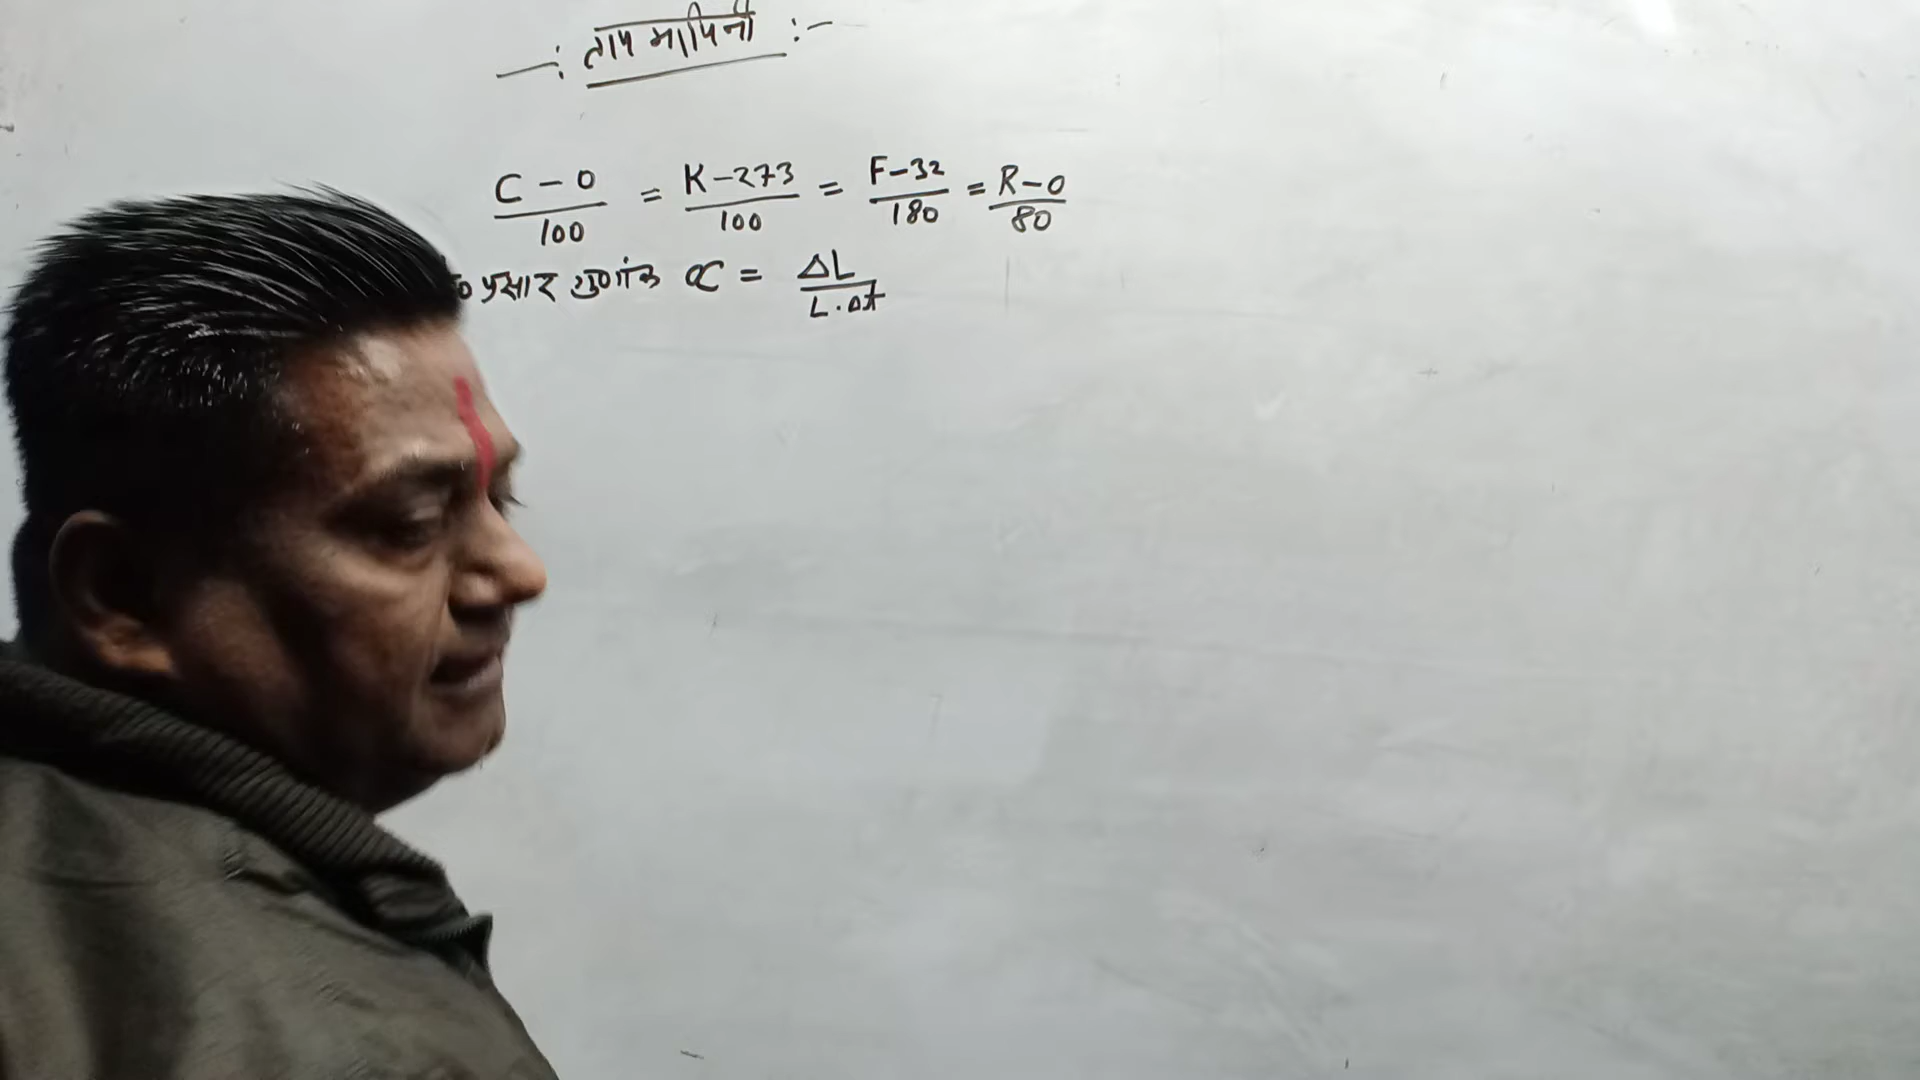 —: ताप मापिनी :-
C - 0 / 100 = K - 273 / 100 = F - 32 / 180 = R - 0 / 80
प्रसार गुणांक α = ΔL / L . Δt